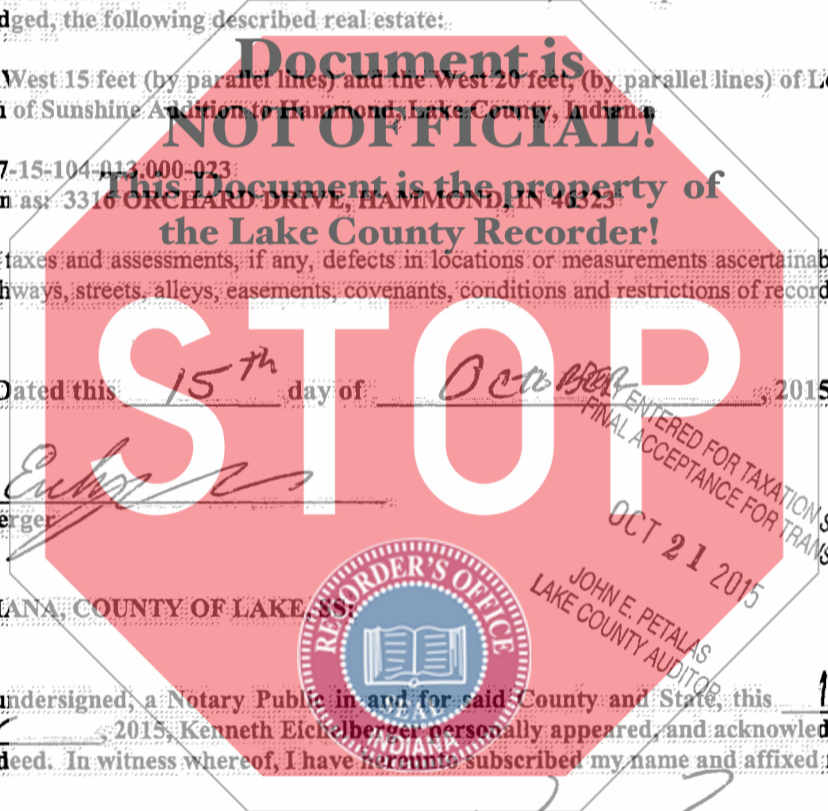 dged, the following described real estate:
Document is
West 15 feet (by parallel lines) and the West 20 feet, (by parallel lines) of L
of Sunshine Addition to Hammond, Lake County, Indiana.
NOT OFFICIAL!
7-15-104-013.000-023
This Document is the property of
n as: 3316 ORCHARD DRIVE, HAMMOND, IN 46323
the Lake County Recorder!
taxes and assessments, if any, defects in locations or measurements ascertainab
hways, streets, alleys, easements, covenants, conditions and restrictions of record
STOP
Dated this 15th day of October, 2015
ENTERED FOR TAXATION S
FINAL ACCEPTANCE FOR TRANS
OCT 21 2015
JOHN E. PETALAS
LAKE COUNTY AUDITOR
erger
RECORDER'S OFFICE
SEAL
INDIANA
IANA, COUNTY OF LAKE, SS:
undersigned, a Notary Public in and for said County and State, this 1
2015, Kenneth Eichelberger personally appeared, and acknowled
deed. In witness whereof, I have hereunto subscribed my name and affixed